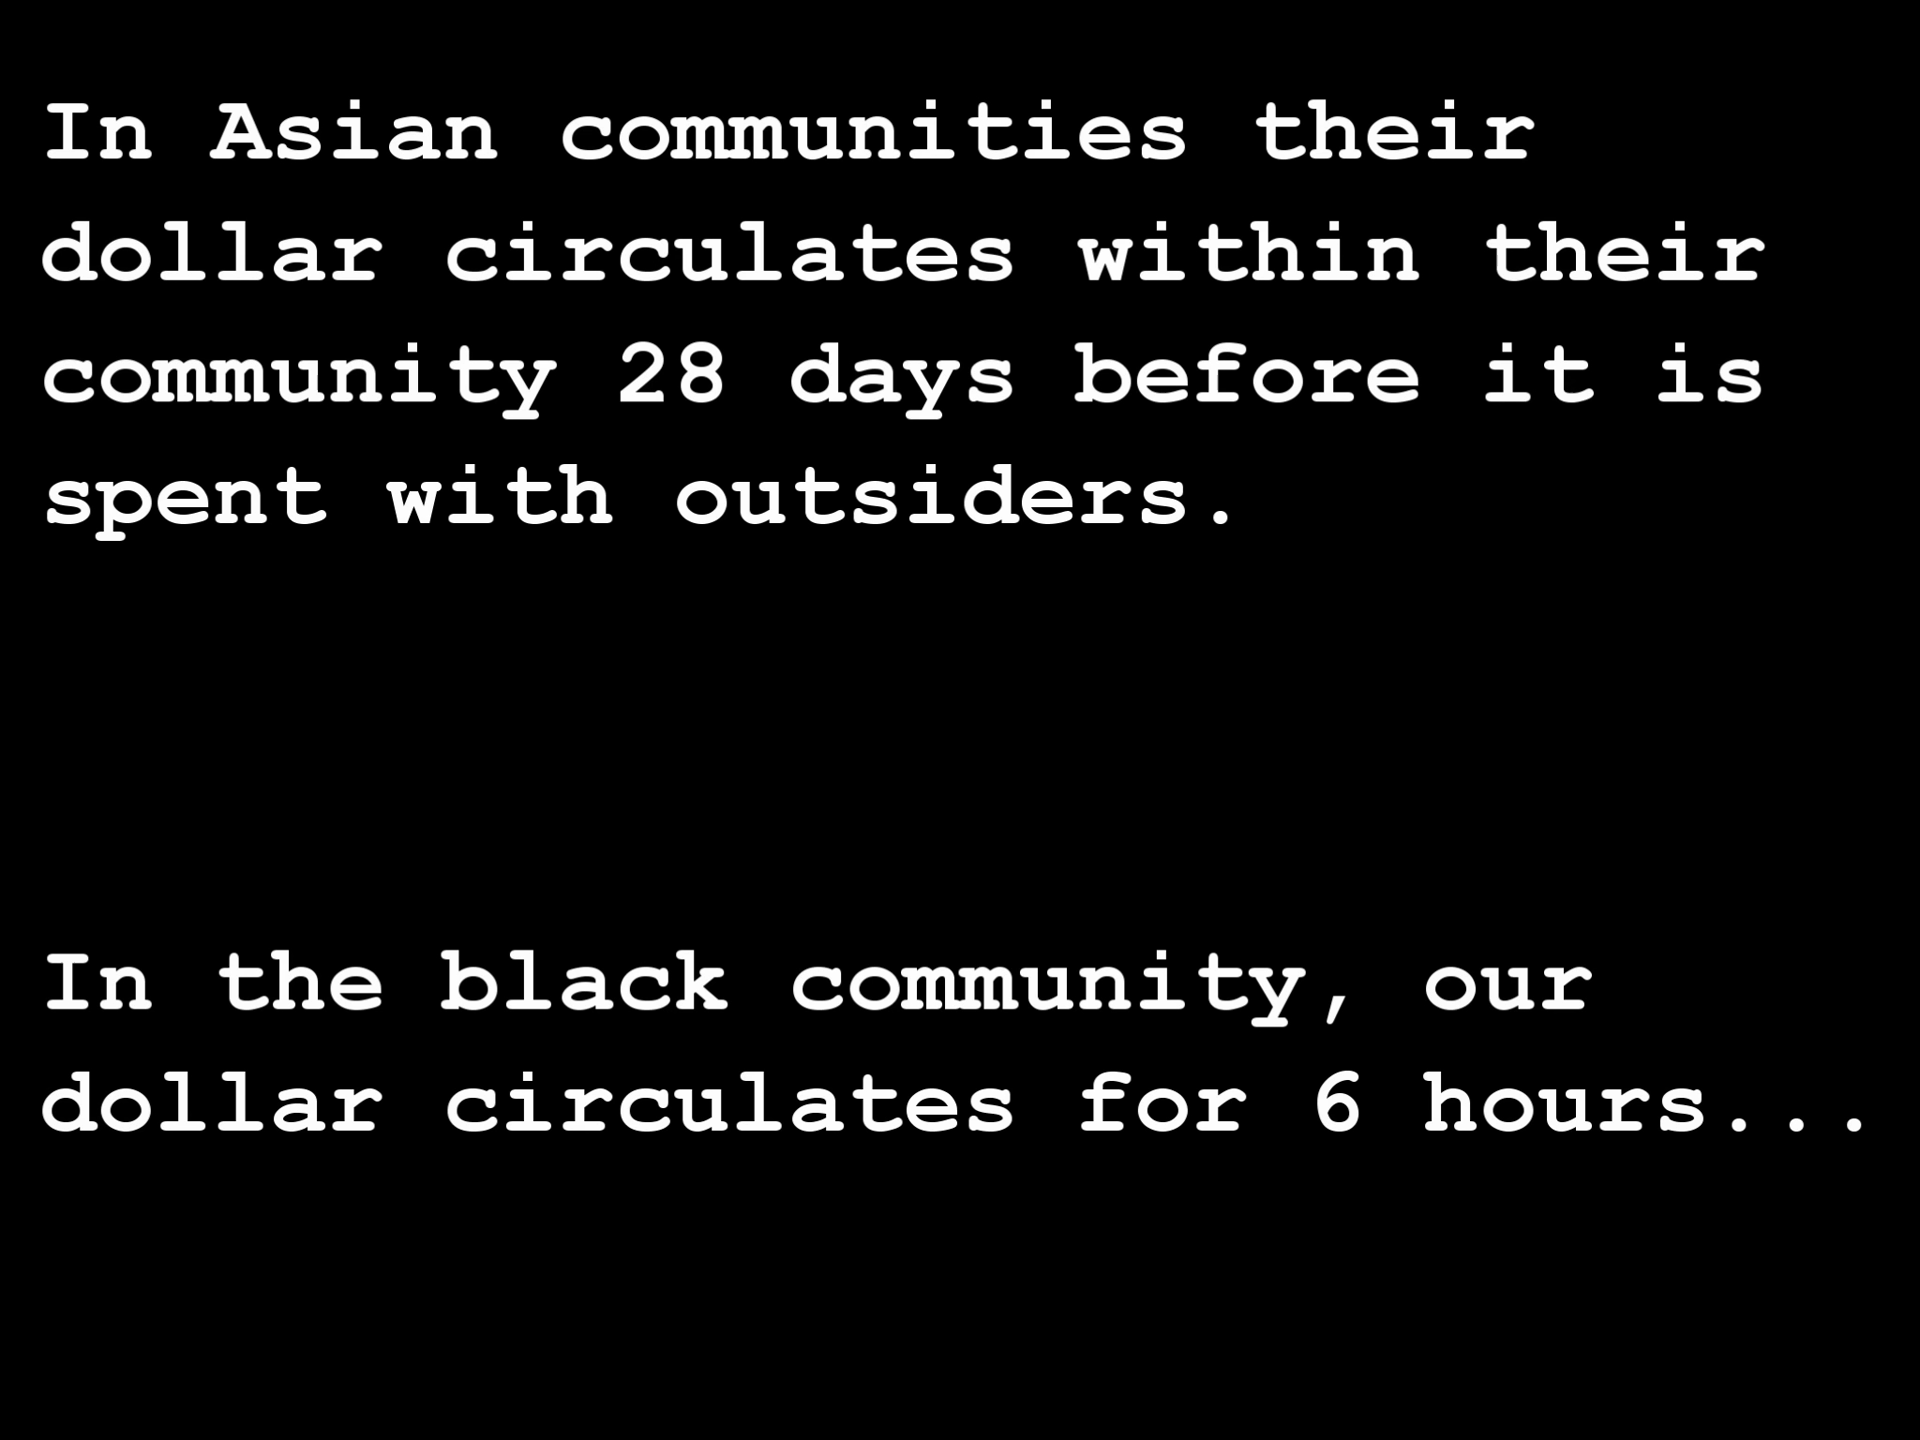 In Asian communities their
dollar circulates within their
community 28 days before it is
spent with outsiders.
In the black community, our
dollar circulates for 6 hours...